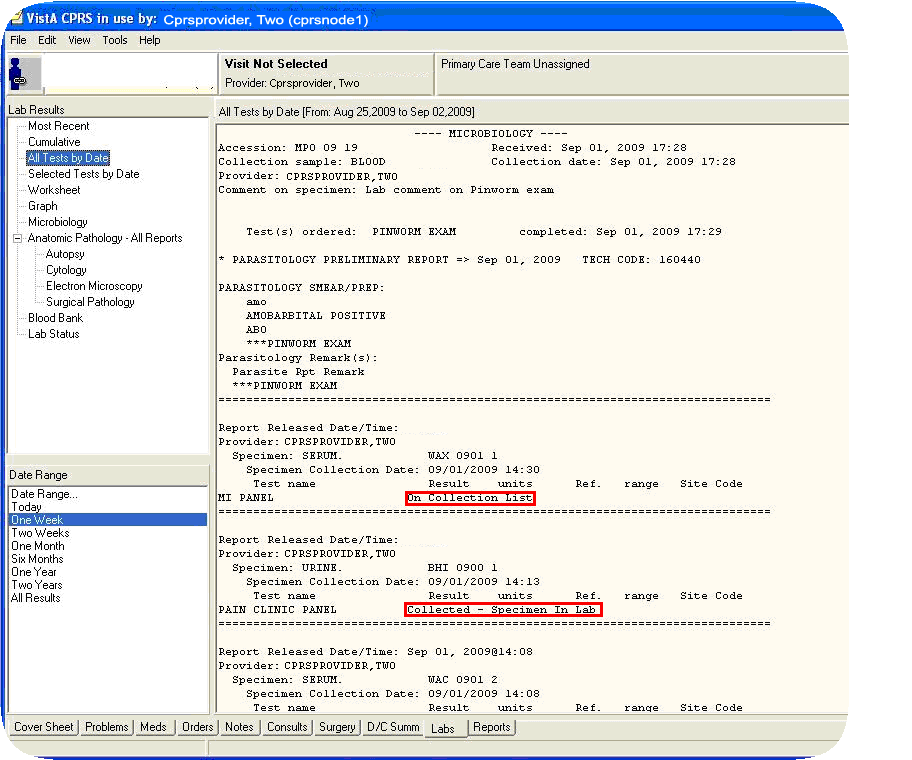 VistA CPRS in use by: Cprsprovider, Two (cprsnode1)
File Edit View Tools Help
Visit Not Selected
Provider: Cprsprovider, Two
Primary Care Team Unassigned
Lab Results
Most Recent
Cumulative
All Tests by Date
Selected Tests by Date
Worksheet
Graph
Microbiology
Anatomic Pathology - All Reports
Autopsy
Cytology
Electron Microscopy
Surgical Pathology
Blood Bank
Lab Status
Date Range
Date Range...
Today
One Week
Two Weeks
One Month
Six Months
One Year
Two Years
All Results
All Tests by Date [From: Aug 25,2009 to Sep 02,2009]
---- MICROBIOLOGY ----
Accession: MPO 09 19 Received: Sep 01, 2009 17:28
Collection sample: BLOOD Collection date: Sep 01, 2009 17:28
Provider: CPRSPROVIDER,TWO
Comment on specimen: Lab comment on Pinworm exam
Test(s) ordered: PINWORM EXAM completed: Sep 01, 2009 17:29
* PARASITOLOGY PRELIMINARY REPORT => Sep 01, 2009 TECH CODE: 160440
PARASITOLOGY SMEAR/PREP:
amo
AMOBARBITAL POSITIVE
ABO
***PINWORM EXAM
Parasitology Remark(s):
Parasite Rpt Remark
***PINWORM EXAM
===============================================================================
Report Released Date/Time:
Provider: CPRSPROVIDER,TWO
Specimen: SERUM. WAX 0901 1
Specimen Collection Date: 09/01/2009 14:30
Test name Result units Ref. range Site Code
MI PANEL On Collection List
===============================================================================
Report Released Date/Time:
Provider: CPRSPROVIDER,TWO
Specimen: URINE. BHI 0900 1
Specimen Collection Date: 09/01/2009 14:13
Test name Result units Ref. range Site Code
PAIN CLINIC PANEL Collected - Specimen In Lab
===============================================================================
Report Released Date/Time: Sep 01, 2009@14:08
Provider: CPRSPROVIDER,TWO
Specimen: SERUM. WAC 0901 2
Specimen Collection Date: 09/01/2009 14:08
Test name Result units Ref. range Site Code
Cover Sheet Problems Meds Orders Notes Consults Surgery D/C Summ Labs Reports